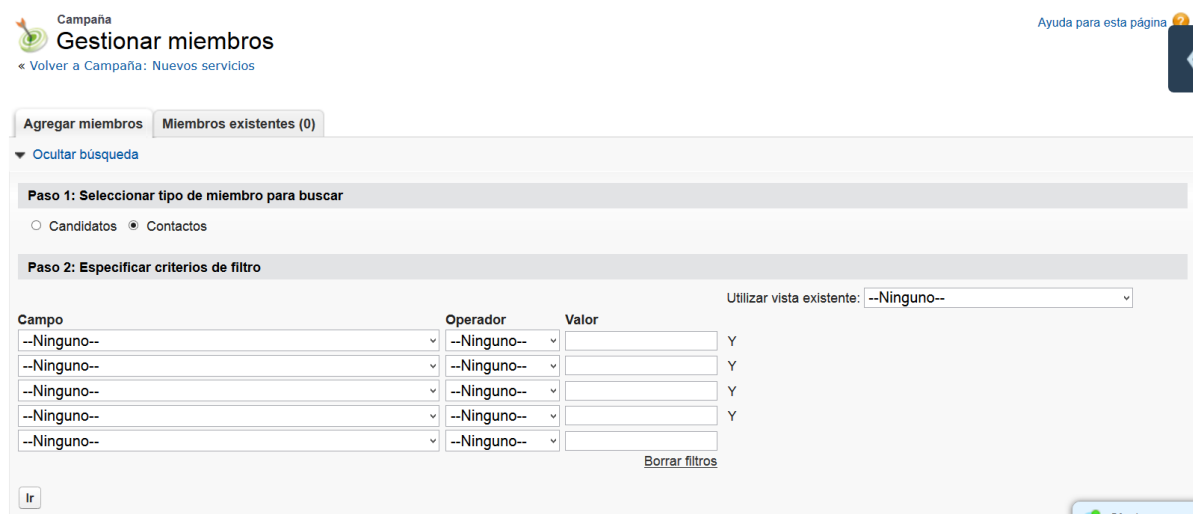 Campaña
Gestionar miembros
« Volver a Campaña: Nuevos servicios
Ayuda para esta página ?
Agregar miembros Miembros existentes (0)
Ocultar búsqueda
Paso 1: Seleccionar tipo de miembro para buscar
Candidatos Contactos
Paso 2: Especificar criterios de filtro
Utilizar vista existente: --Ninguno--
Campo Operador Valor
--Ninguno-- --Ninguno-- Y
--Ninguno-- --Ninguno-- Y
--Ninguno-- --Ninguno-- Y
--Ninguno-- --Ninguno-- Y
--Ninguno-- --Ninguno--
Borrar filtros
Ir